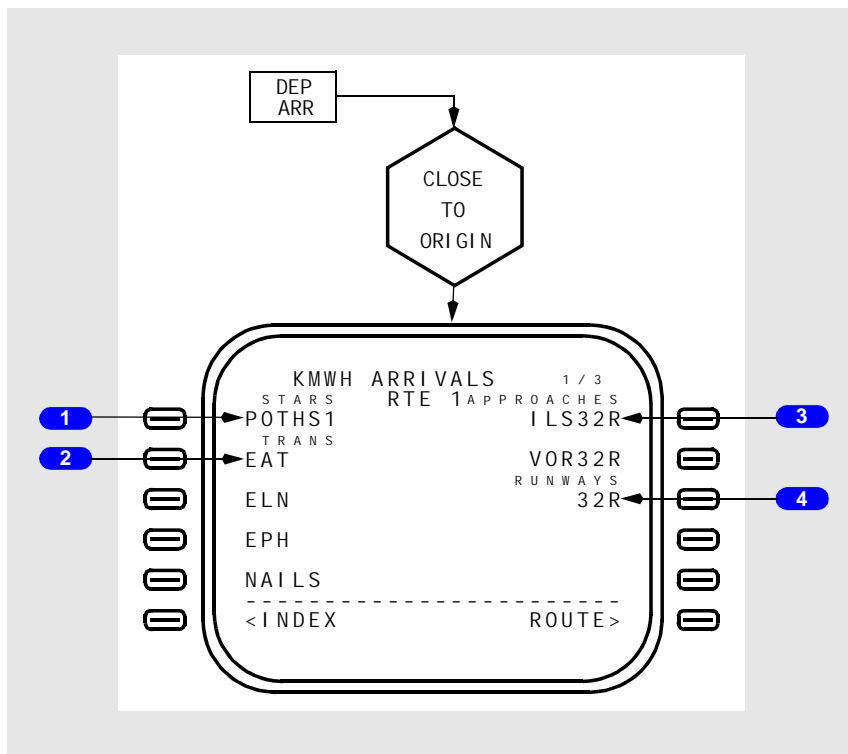 DEP
ARR
CLOSE
TO
ORIGIN
KMWH ARRIVALS 1/3
STARS RTE 1 APPROACHES
1 POTHS1 ILS32R 3
TRANS
2 EAT VOR32R
RUNWAYS
ELN 32R 4
EPH
NAILS
------------------------
<INDEX ROUTE>